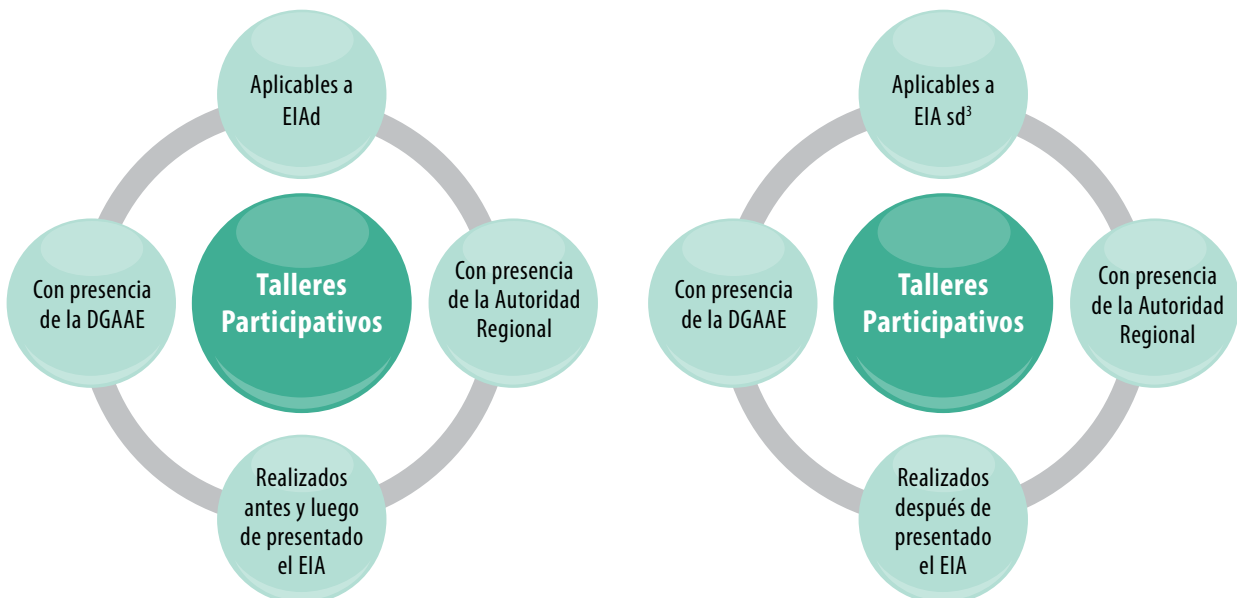 Aplicables a
EIAd
Con presencia
de la DGAAE
Talleres
Participativos
Con presencia
de la Autoridad
Regional
Realizados
antes y luego
de presentado
el EIA
Aplicables a
EIA sd³
Con presencia
de la DGAAE
Talleres
Participativos
Con presencia
de la Autoridad
Regional
Realizados
después de
presentado
el EIA